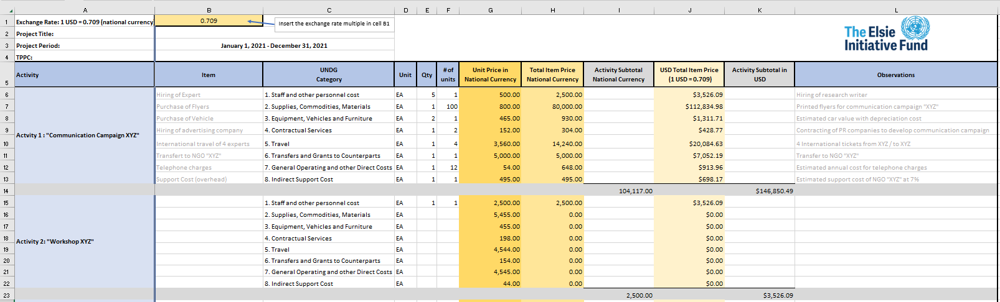 A B C D E F G H I J K L
1 Exchange Rate: 1 USD = 0.709 (national currency 0.709 Insert the exchange rate multiple in cell B1
2 Project Title:
3 Project Period: January 1, 2021 - December 31, 2021
4 TPPC:
The Elsie
Initiative Fund
5 Activity Item UNDG Category Unit Qty # of units Unit Price in National Currency Total Item Price National Currency Activity Subtotal National Currency USD Total Item Price (1 USD = 0.709) Activity Subtotal in USD Observations
6 Hiring of Expert 1. Staff and other personnel cost EA 5 1 500.00 2,500.00 $3,526.09 Hiring of research writer
7 Purchase of Flyers 2. Supplies, Commodities, Materials EA 1 100 800.00 80,000.00 $112,834.98 Printed flyers for communication campaign "XYZ"
8 Purchase of Vehicle 3. Equipment, Vehicles and Furniture EA 2 1 465.00 930.00 $1,311.71 Estimated car value with depreciation cost
9 Hiring of advertising company 4. Contractual Services EA 1 2 152.00 304.00 $428.77 Contracting of PR companies to develop communication campaign
Actvity 1 : "Communication Campaign XYZ"
10 International travel of 4 experts 5. Travel EA 1 4 3,560.00 14,240.00 $20,084.63 4 International tickets from XYZ / to XYZ
11 Transfert to NGO "XYZ" 6. Transfers and Grants to Counterparts EA 1 1 5,000.00 5,000.00 $7,052.19 Transfer to NGO "XYZ"
12 Telephone charges 7. General Operating and other Direct Costs EA 1 12 54.00 648.00 $913.96 Estimated annual cost for telephone charges
13 Support Cost (overhead) 8. Indirect Support Cost EA 1 1 495.00 495.00 $698.17 Estimated support cost of NGO "XYZ" at 7%
14 104,117.00 $146,850.49
15 1. Staff and other personnel cost EA 1 1 2,500.00 2,500.00 $3,526.09
16 2. Supplies, Commodities, Materials EA 5,455.00 0.00 $0.00
17 3. Equipment, Vehicles and Furniture EA 455.00 0.00 $0.00
18 4. Contractual Services EA 198.00 0.00 $0.00
Activity 2: "Workshop XYZ"
19 5. Travel EA 4,544.00 0.00 $0.00
20 6. Transfers and Grants to Counterparts EA 154.00 0.00 $0.00
21 7. General Operating and other Direct Costs EA 4,545.00 0.00 $0.00
22 8. Indirect Support Cost EA 44.00 0.00 $0.00
23 2,500.00 $3,526.09